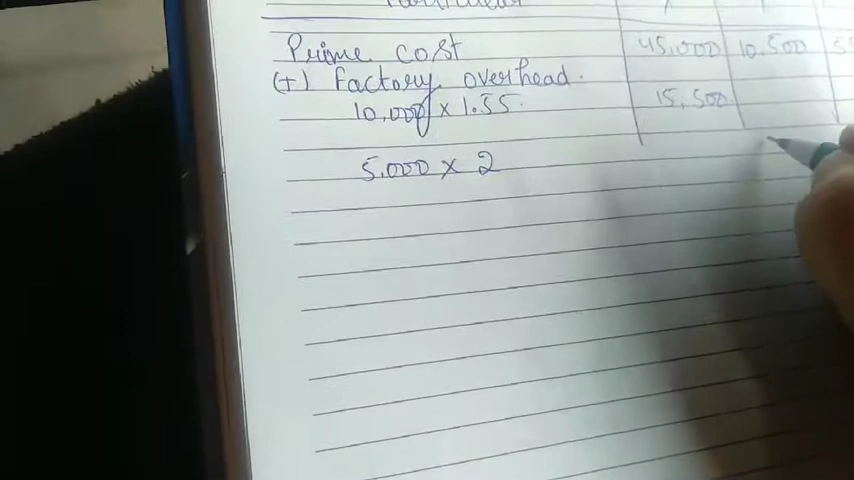 Prime cost 45,000 10,500
(+) Factory overhead.
10,000 x 1.55 15,500
5,000 x 2